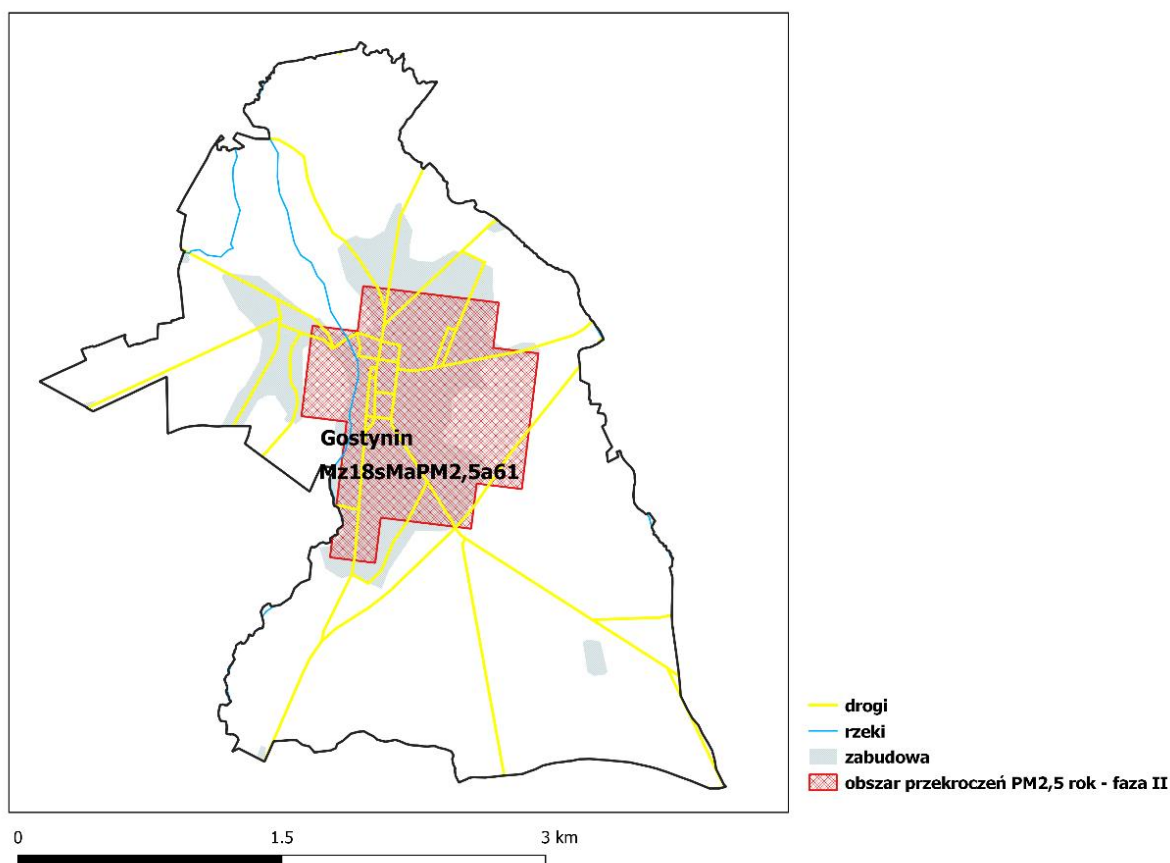 Gostynin
Mz18sMaPM2,5a61
drogi
rzeki
zabudowa
obszar przekroczeń PM2,5 rok - faza II
0 1.5 3 km